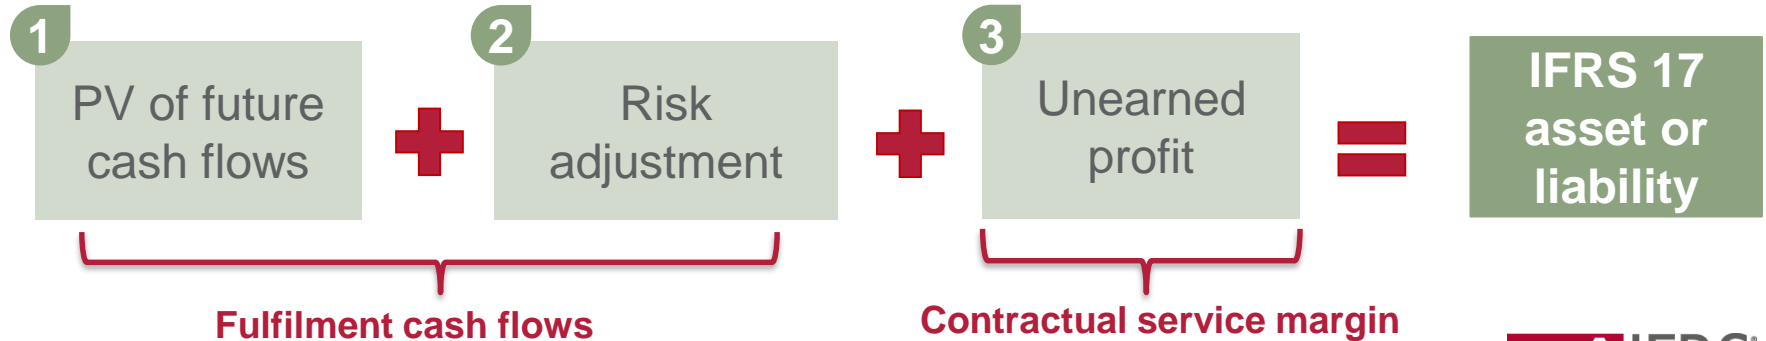 1
PV of future
cash flows
2
Risk
adjustment
3
Unearned
profit
IFRS 17
asset or
liability
Fulfilment cash flows
Contractual service margin